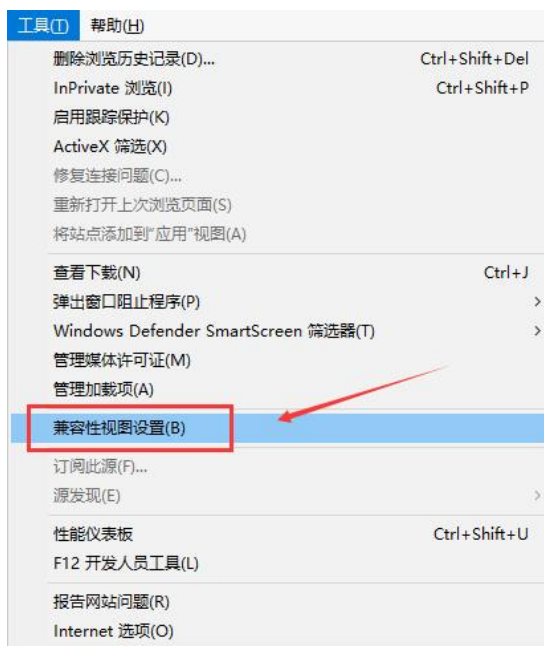 工具(T) 帮助(H)
删除浏览历史记录(D)... Ctrl+Shift+Del
InPrivate 浏览(I) Ctrl+Shift+P
启用跟踪保护(K)
ActiveX 筛选(X)
修复连接问题(C)...
重新打开上次浏览页面(S)
将站点添加到“应用”视图(A)
查看下载(N) Ctrl+J
弹出窗口阻止程序(P)
Windows Defender SmartScreen 筛选器(T)
管理媒体许可证(M)
管理加载项(A)
兼容性视图设置(B)
订阅此源(F)...
源发现(E)
性能仪表板 Ctrl+Shift+U
F12 开发人员工具(L)
报告网站问题(R)
Internet 选项(O)